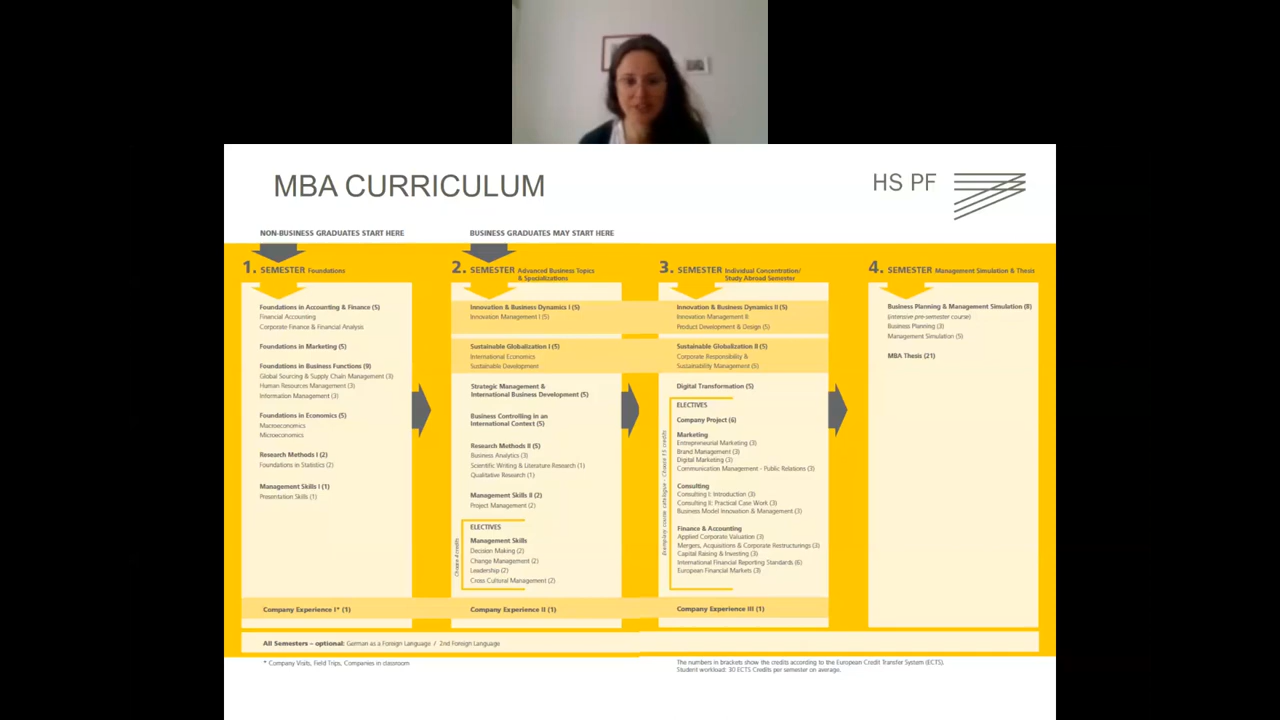 MBA CURRICULUM
HS PF
NON-BUSINESS GRADUATES START HERE
BUSINESS GRADUATES MAY START HERE
1. SEMESTER Foundations
Foundations in Accounting & Finance (5)
Financial Accounting
Corporate Finance & Financial Analysis
Foundations in Marketing (5)
Foundations in Business Functions (9)
Global Sourcing & Supply Chain Management (3)
Human Resources Management (3)
Information Management (3)
Foundations in Economics (5)
Macroeconomics
Microeconomics
Research Methods I (2)
Foundations in Statistics (2)
Management Skills I (1)
Presentation Skills (1)
Company Experience I* (1)
2. SEMESTER Advanced Business Topics
& Specializations
Innovation & Business Dynamics I (5)
Innovation Management I (5)
Sustainable Globalization I (5)
International Economics
Sustainable Development
Strategic Management &
International Business Development (5)
Business Controlling in an
International Context (5)
Research Methods II (5)
Business Analytics (3)
Scientific Writing & Literature Research (1)
Qualitative Research (1)
Management Skills II (2)
Project Management (2)
Choose 4 credits
ELECTIVES
Management Skills
Decision Making (2)
Change Management (2)
Leadership (2)
Cross Cultural Management (2)
Company Experience II (1)
3. SEMESTER Individual Concentration/
Study Abroad Semester
Innovation & Business Dynamics II (5)
Innovation Management II
Product Development & Design (5)
Sustainable Globalization II (5)
Corporate Responsibility &
Sustainability Management (5)
Digital Transformation (5)
Exemplary course catalogue - Choose 15 credits
ELECTIVES
Company Project (6)
Marketing
Entrepreneurial Marketing (3)
Brand Management (3)
Digital Marketing (3)
Communication Management - Public Relations (3)
Consulting
Consulting I: Introduction (3)
Consulting II: Practical Case Work (3)
Business Model Innovation & Management (3)
Finance & Accounting
Applied Corporate Valuation (3)
Mergers, Acquisitions & Corporate Restructurings (3)
Capital Raising & Investing (3)
International Financial Reporting Standards (6)
European Financial Markets (3)
Company Experience III (1)
4. SEMESTER Management Simulation & Thesis
Business Planning & Management Simulation (8)
(intensive pre-semester course)
Business Planning (3)
Management Simulation (5)
MBA Thesis (21)
All Semesters – optional: German as a Foreign Language / 2nd Foreign Language
* Company Visits, Field Trips, Companies in classroom
The numbers in brackets show the credits according to the European Credit Transfer System (ECTS).
Student workload: 30 ECTS Credits per semester on average.